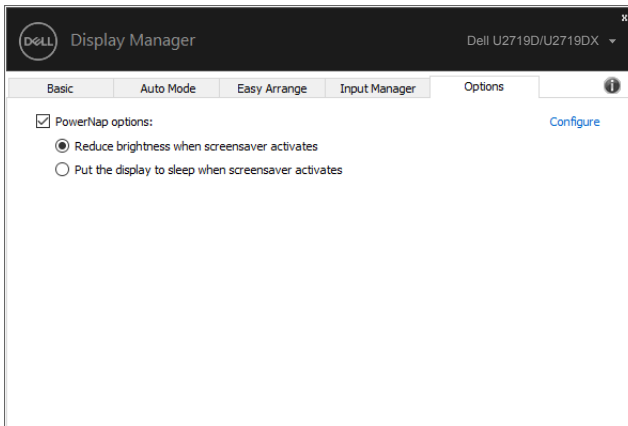 x
DELL Display Manager Dell U2719D/U2719DX
Basic Auto Mode Easy Arrange Input Manager Options i
PowerNap options: Configure
Reduce brightness when screensaver activates
Put the display to sleep when screensaver activates